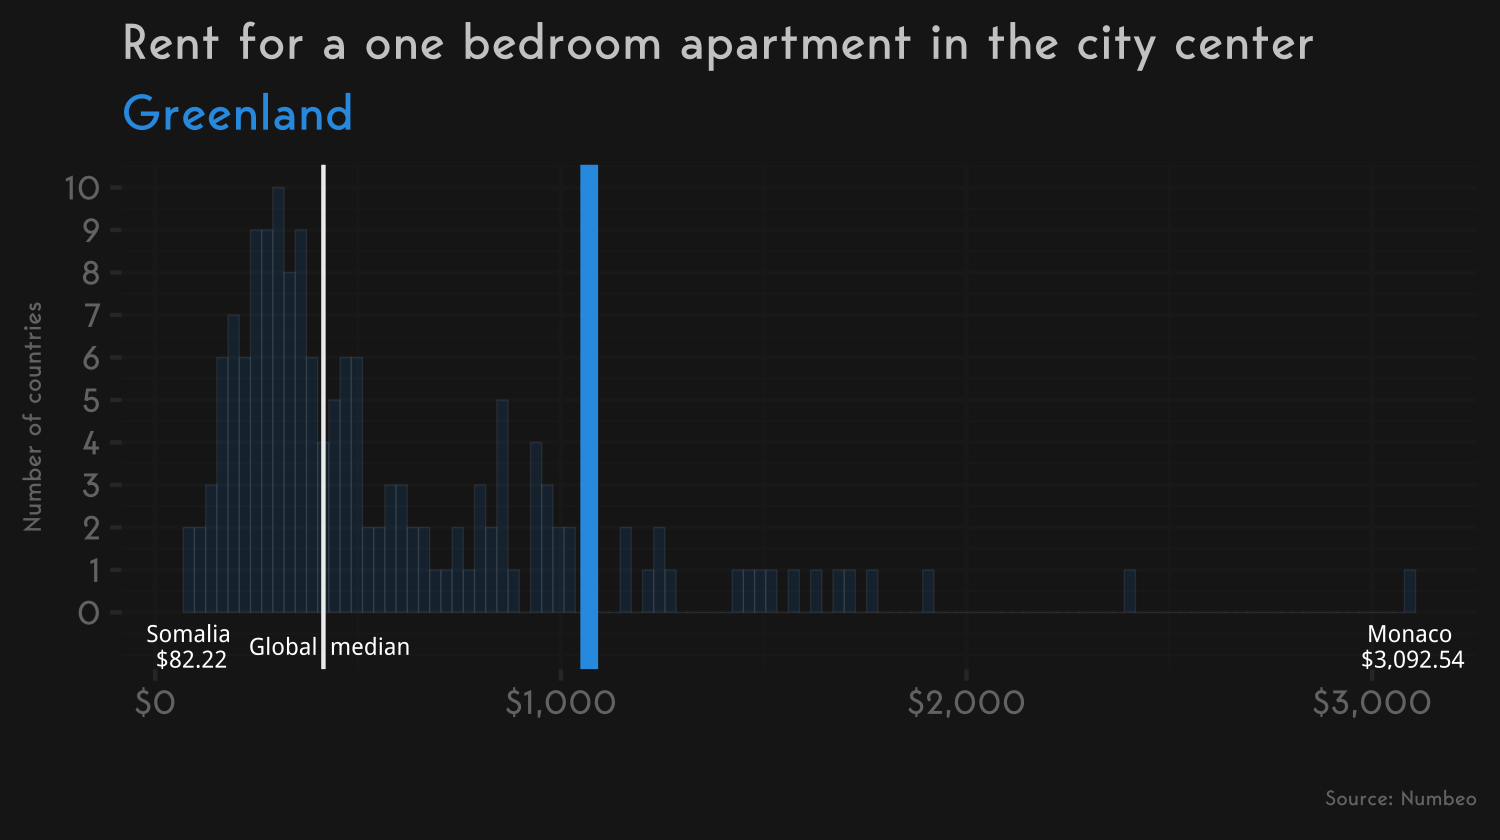 Rent for a one bedroom apartment in the city center
Greenland
Number of countries
10
9
8
7
6
5
4
3
2
1
0
Somalia
$82.22
Global median
Monaco
$3,092.54
$0
$1,000
$2,000
$3,000
Source: Numbeo